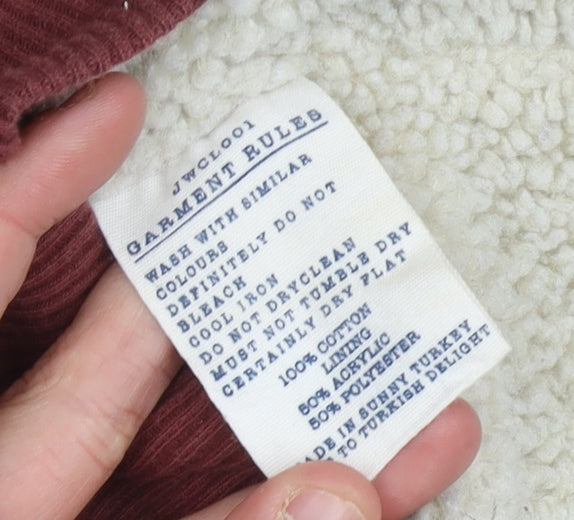 JWCL001
GARMENT RULES
WASH WITH SIMILAR
COLOURS
DEFINITELY DO NOT
BLEACH
COOL IRON
DO NOT DRYCLEAN
MUST NOT TUMBLE DRY
CERTAINLY DRY FLAT
100% COTTON
LINING
50% ACRYLIC
50% POLYESTER
IN SUNNY TURKEY
TO TURKISH DELIGHT